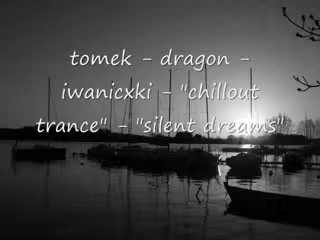 tomek - dragon -
iwanicxki - "chillout
trance" - "silent dreams"